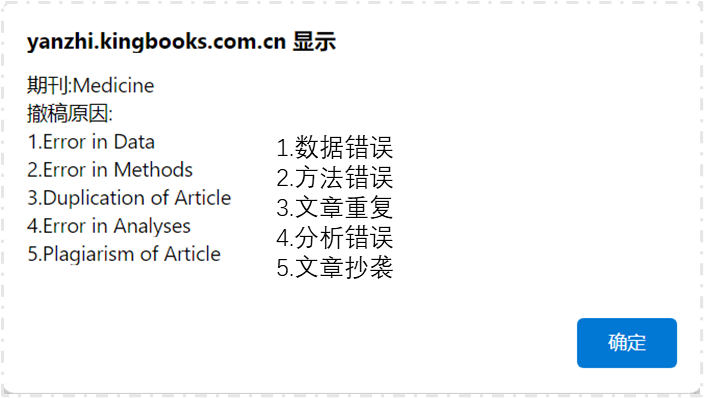 yanzhi.kingbooks.com.cn 显示
期刊:Medicine
撤稿原因:
1.Error in Data
2.Error in Methods
3.Duplication of Article
4.Error in Analyses
5.Plagiarism of Article
1.数据错误
2.方法错误
3.文章重复
4.分析错误
5.文章抄袭
确定